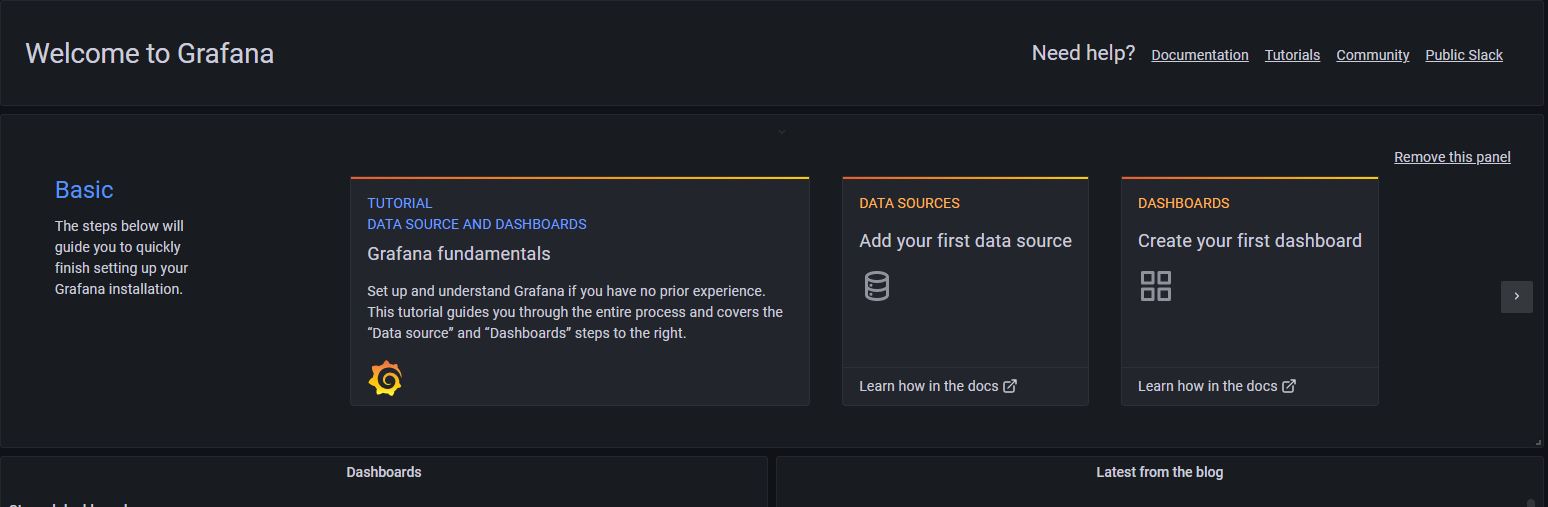 Welcome to Grafana
Need help? Documentation Tutorials Community Public Slack
Remove this panel
Basic
The steps below will
guide you to quickly
finish setting up your
Grafana installation.
TUTORIAL
DATA SOURCE AND DASHBOARDS
Grafana fundamentals
Set up and understand Grafana if you have no prior experience.
This tutorial guides you through the entire process and covers the
“Data source” and “Dashboards” steps to the right.
DATA SOURCES
Add your first data source
Learn how in the docs
DASHBOARDS
Create your first dashboard
Learn how in the docs
Dashboards
Latest from the blog